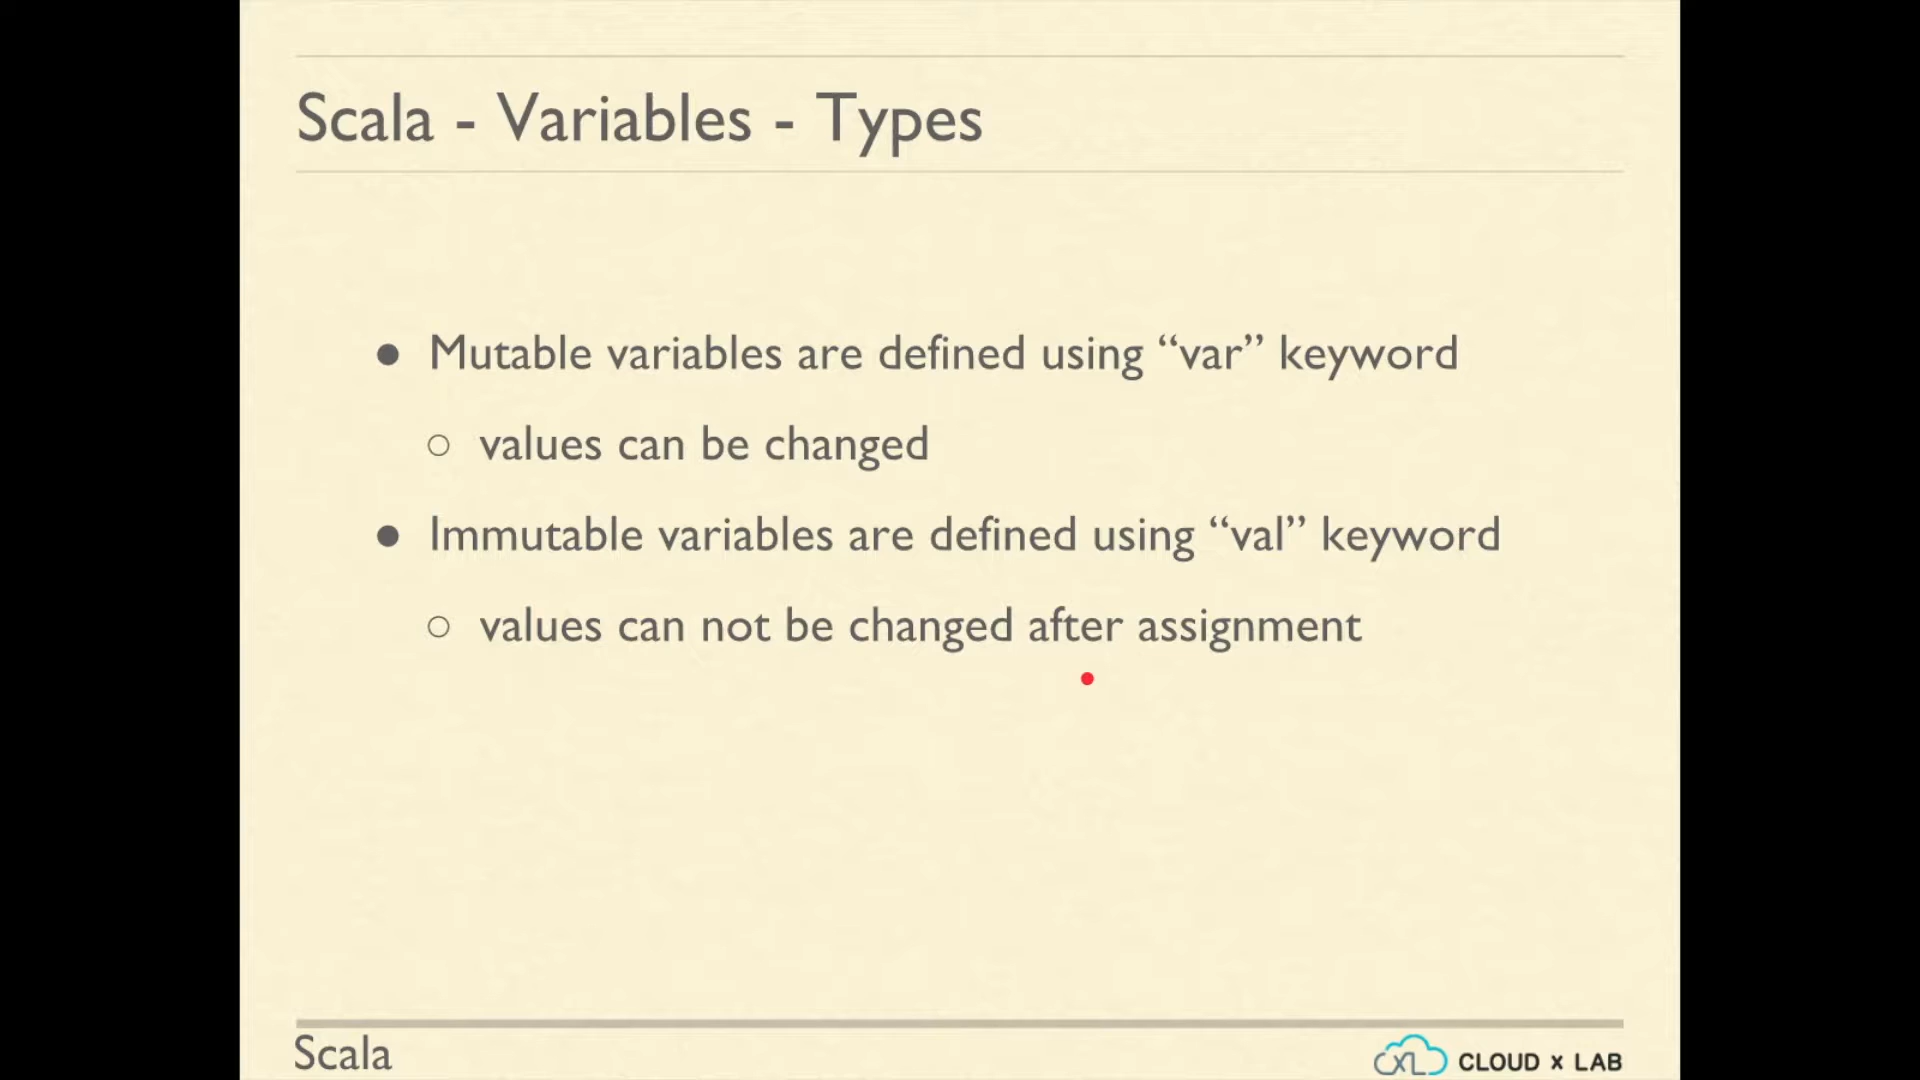 Scala - Variables - Types
● Mutable variables are defined using “var” keyword
○ values can be changed
● Immutable variables are defined using “val” keyword
○ values can not be changed after assignment
Scala
CXL CLOUD x LAB